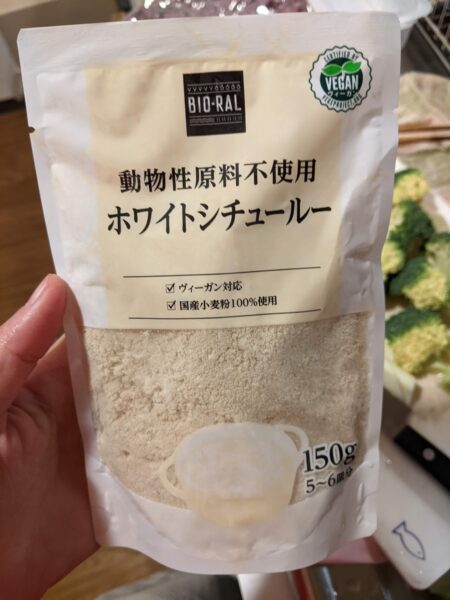 CERTIFIED BY
VEGAN
ヴィーガン
BIO-RAL
動物性原料不使用
ホワイトシチュールー
ヴィーガン対応
国産小麦粉100%使用
150g
5~6皿分